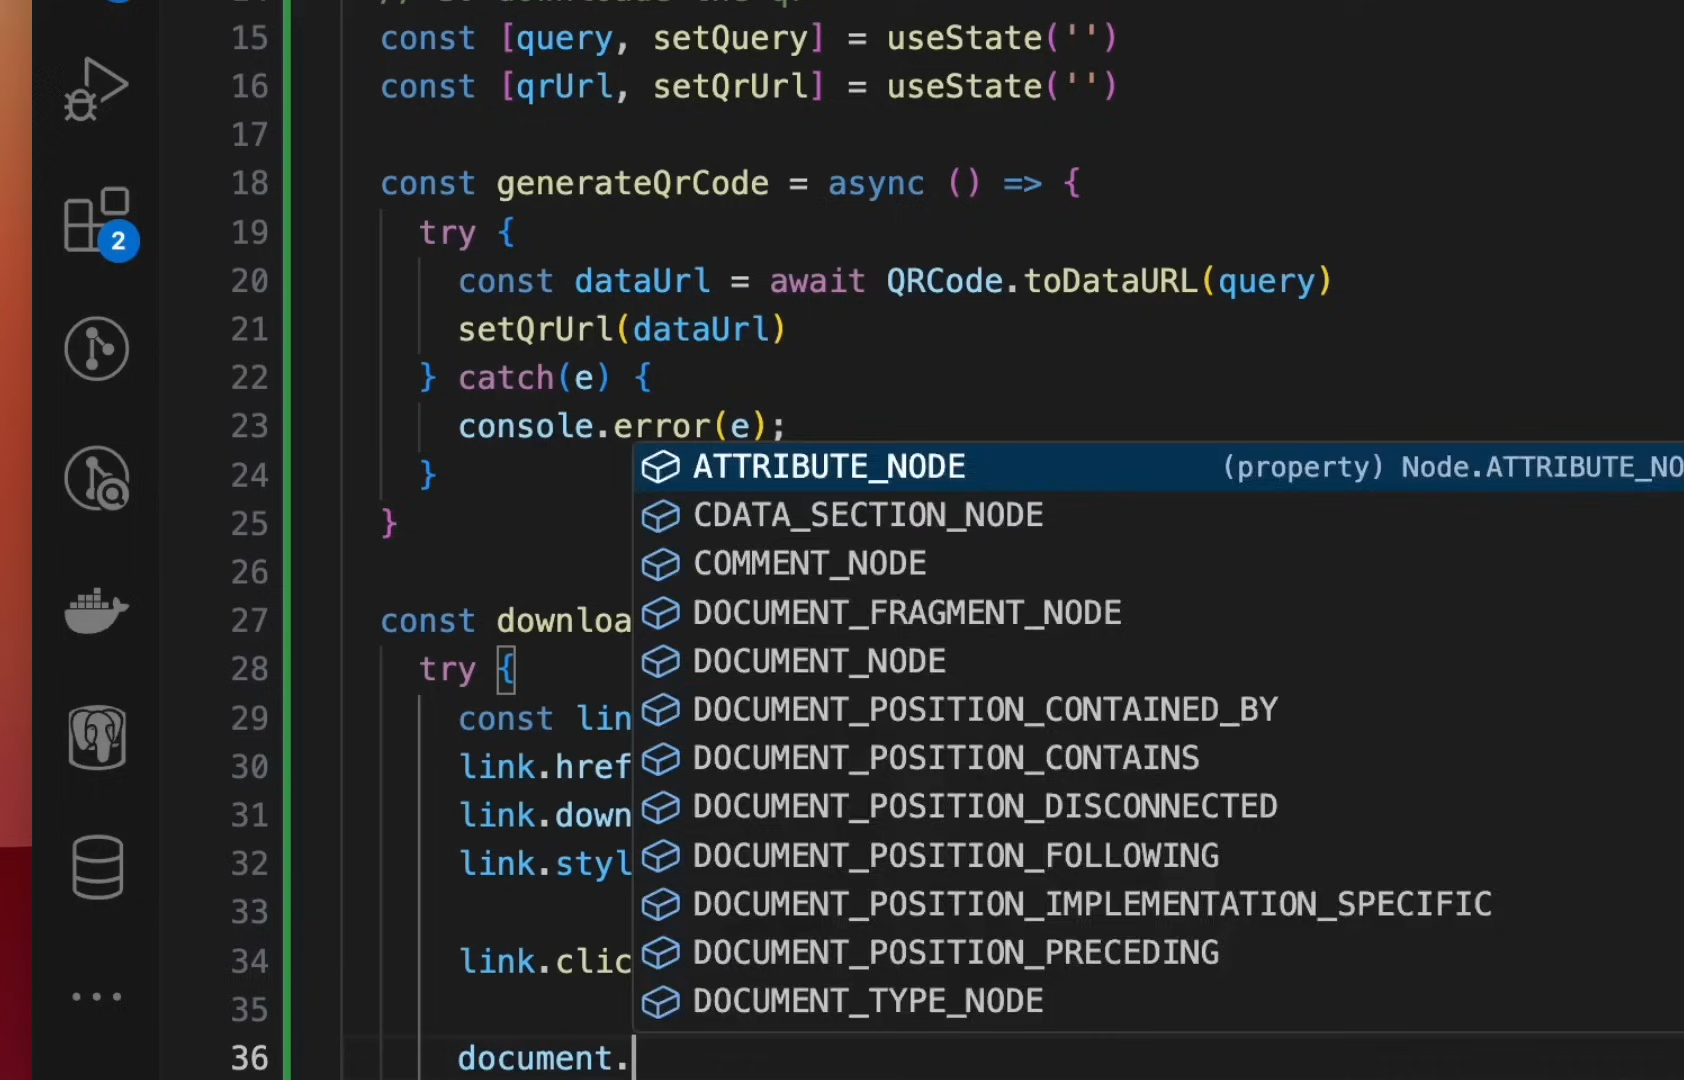 15 const [query, setQuery] = useState('')
16 const [qrUrl, setQrUrl] = useState('')
17
18 const generateQrCode = async () => {
19 try {
20 const dataUrl = await QRCode.toDataURL(query)
21 setQrUrl(dataUrl)
22 } catch(e) {
23 console.error(e);
24 }
25 }
26
27 const downloa
28 try {
29 const lin
30 link.href
31 link.down
32 link.styl
33
34 link.clic
35
36 document.
ATTRIBUTE_NODE (property) Node.ATTRIBUTE_NO
CDATA_SECTION_NODE
COMMENT_NODE
DOCUMENT_FRAGMENT_NODE
DOCUMENT_NODE
DOCUMENT_POSITION_CONTAINED_BY
DOCUMENT_POSITION_CONTAINS
DOCUMENT_POSITION_DISCONNECTED
DOCUMENT_POSITION_FOLLOWING
DOCUMENT_POSITION_IMPLEMENTATION_SPECIFIC
DOCUMENT_POSITION_PRECEDING
DOCUMENT_TYPE_NODE
2